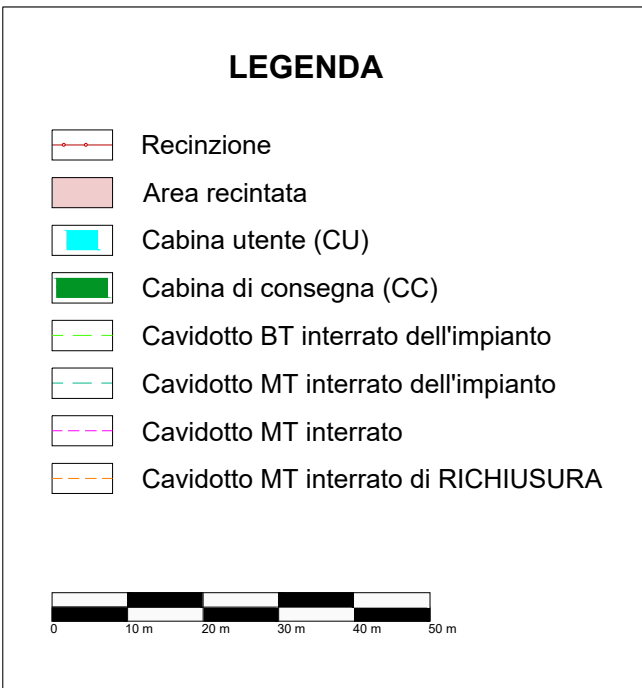 LEGENDA
Recinzione
Area recintata
Cabina utente (CU)
Cabina di consegna (CC)
Cavidotto BT interrato dell'impianto
Cavidotto MT interrato dell'impianto
Cavidotto MT interrato
Cavidotto MT interrato di RICHIUSURA
0 10 m 20 m 30 m 40 m 50 m